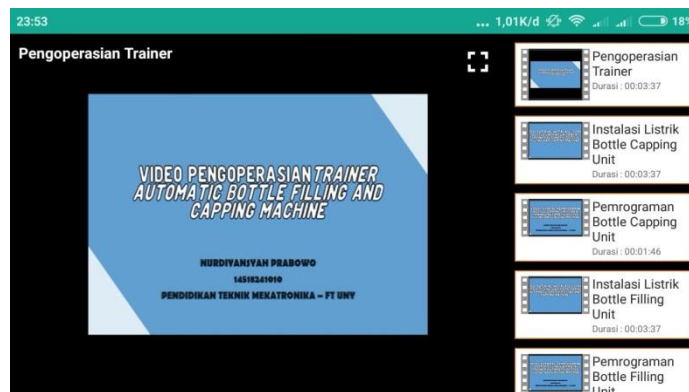 23:53
... 1,01K/d 18%
Pengoperasian Trainer
VIDEO PENGOPERASIAN TRAINER
AUTOMATIC BOTTLE FILLING AND
CAPPING MACHINE
NURDIYANSYAH PRABOWO
14518241010
PENDIDIKAN TEKNIK MEKATRONIKA – FT UNY
Pengoperasian
Trainer
Durasi : 00:03:37
Instalasi Listrik
Bottle Capping
Unit
Durasi : 00:03:37
Pemrograman
Bottle Capping
Unit
Durasi : 00:01:46
Instalasi Listrik
Bottle Filling
Unit
Durasi : 00:03:37
Pemrograman
Bottle Filling
Unit